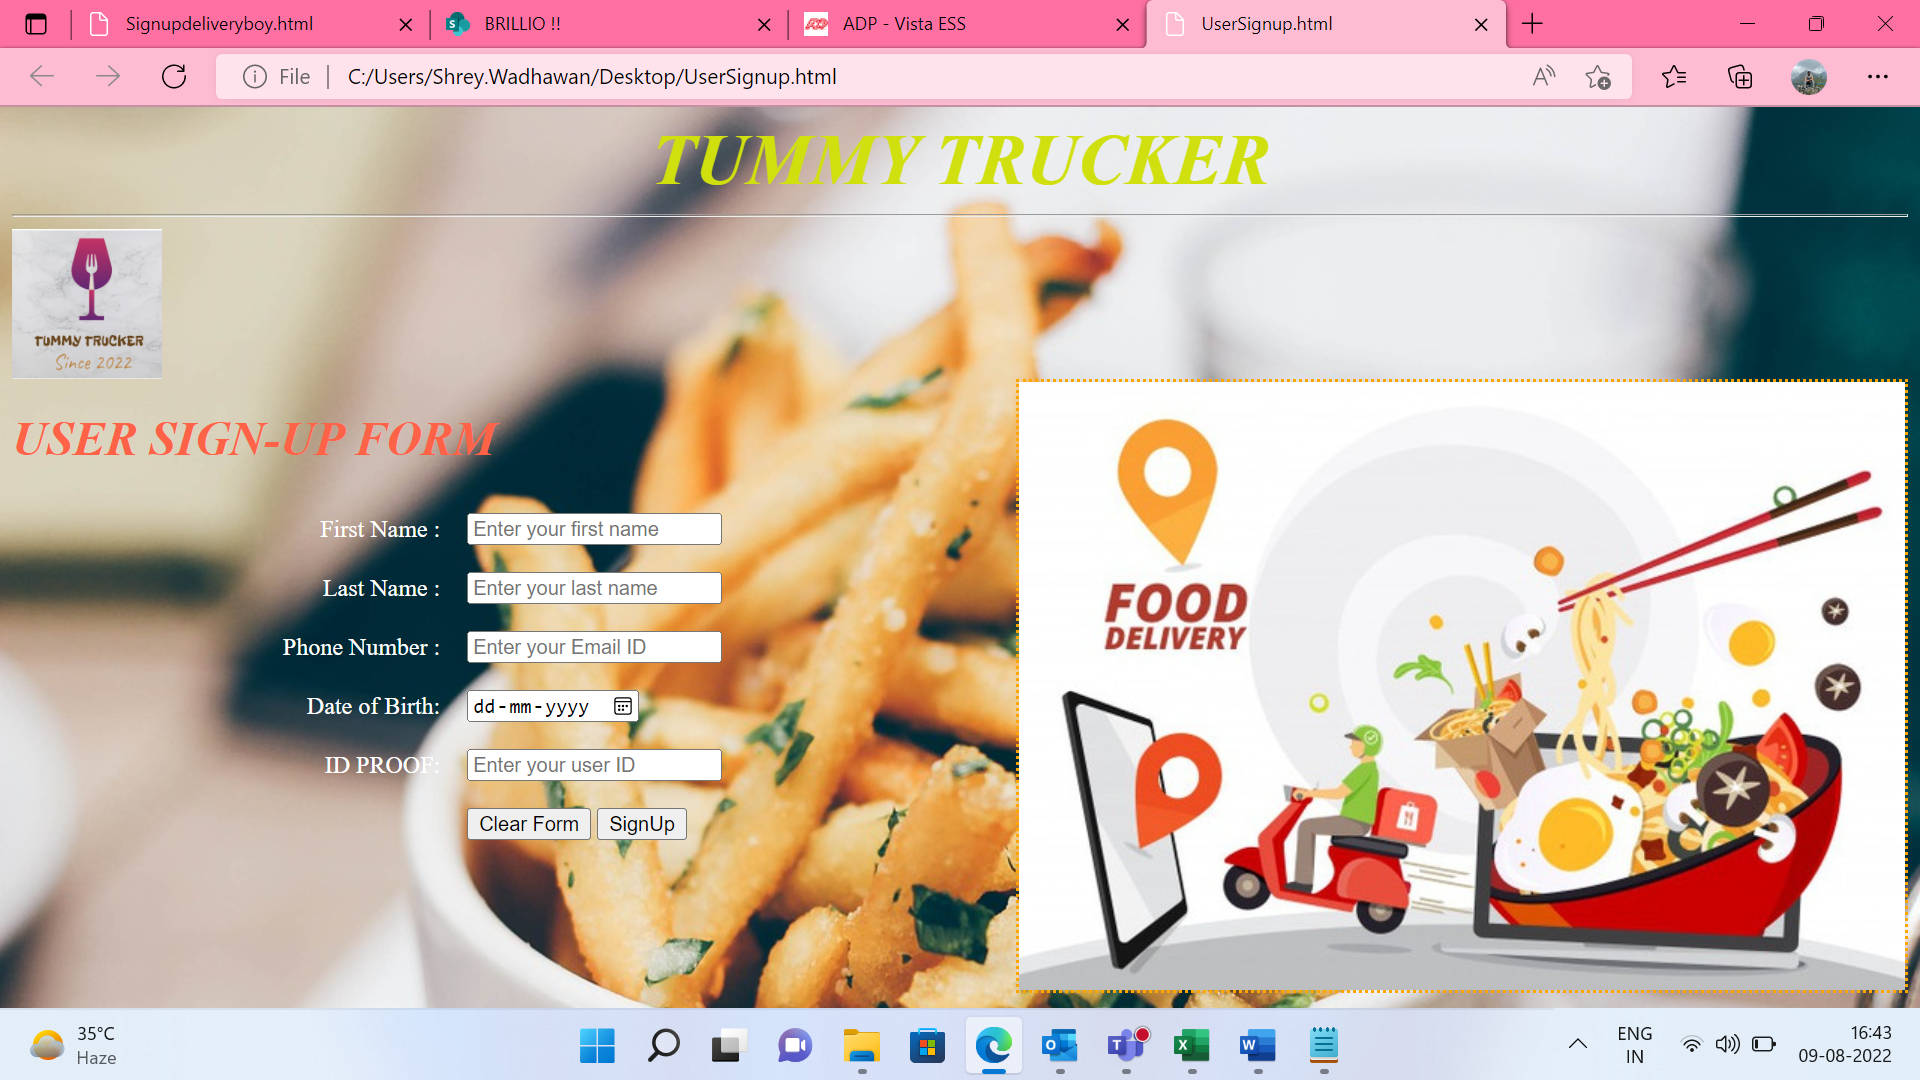 Signupdeliveryboy.html
BRILLIO !!
ADP - Vista ESS
UserSignup.html
File
C:/Users/Shrey.Wadhawan/Desktop/UserSignup.html
TUMMY TRUCKER
TUMMY TRUCKER
Since 2022
USER SIGN-UP FORM
First Name : Enter your first name
Last Name : Enter your last name
Phone Number : Enter your Email ID
Date of Birth: dd-mm-yyyy
ID PROOF: Enter your user ID
Clear Form SignUp
FOOD
DELIVERY
35°C
Haze
ENG
IN
16:43
09-08-2022